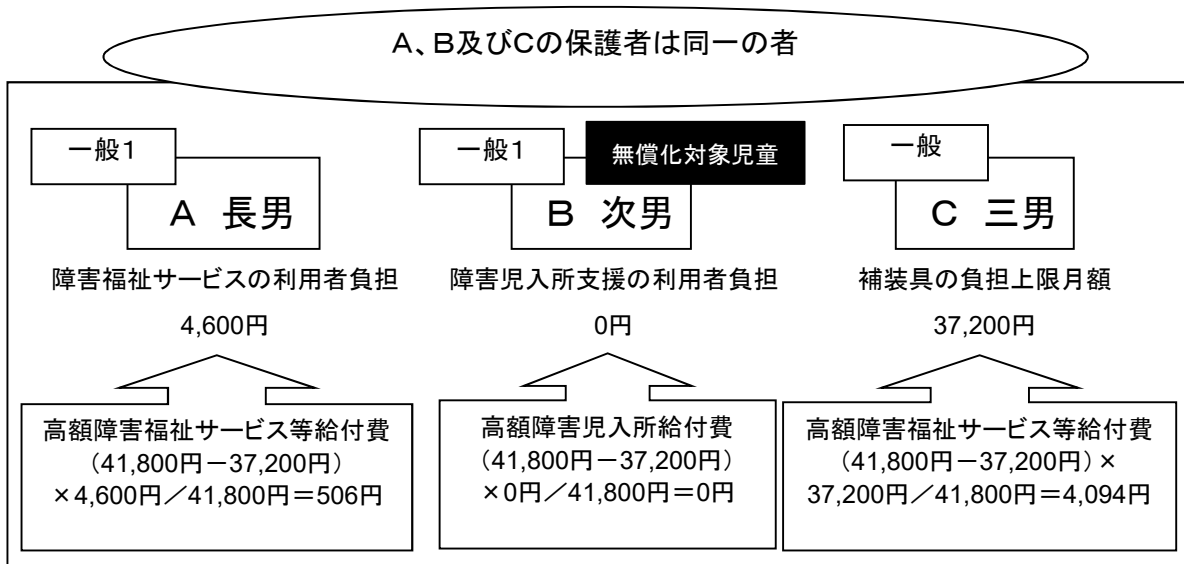 A、B及びCの保護者は同一の者
一般1
A 長男
障害福祉サービスの利用者負担
4,600円
高額障害福祉サービス等給付費
(41,800円-37,200円)
×4,600円/41,800円=506円
一般1
無償化対象児童
B 次男
障害児入所支援の利用者負担
0円
高額障害児入所給付費
(41,800円-37,200円)
×0円/41,800円=0円
一般
C 三男
補装具の負担上限月額
37,200円
高額障害福祉サービス等給付費
(41,800円-37,200円)×
37,200円/41,800円=4,094円